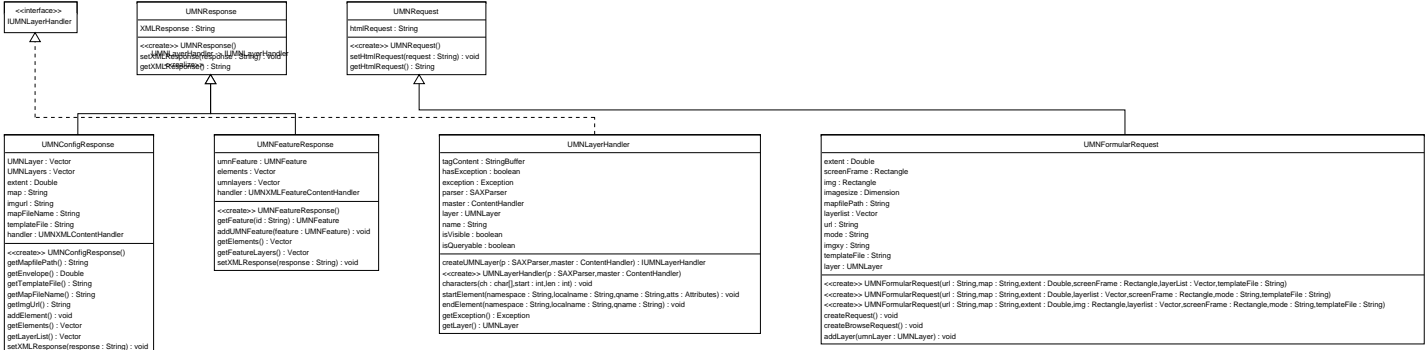 <<interface>>
IUMNLayerHandler
UMNResponse
XMLResponse : String
<<create>> UMNResponse()
setXMLResponse(response : String) : void
getXMLResponse() : String
UMNLayerHandler -> IUMNLayerHandler
<<realize>>
UMNRequest
htmlRequest : String
<<create>> UMNRequest()
setHtmlRequest(request : String) : void
getHtmlRequest() : String
UMNConfigResponse
UMNLayer : Vector
UMNLayers : Vector
extent : Double
map : String
imgurl : String
mapFileName : String
templateFile : String
handler : UMNXMLContentHandler
<<create>> UMNConfigResponse()
getMapfilePath() : String
getEnvelope() : Double
getTemplateFile() : String
getMapFileName() : String
getImgUrl() : String
addElement() : void
getElements() : Vector
getLayerList() : Vector
setXMLResponse(response : String) : void
UMNFeatureResponse
umnFeature : UMNFeature
elements : Vector
umnlayers : Vector
handler : UMNXMLFeatureContentHandler
<<create>> UMNFeatureResponse()
getFeature(id : String) : UMNFeature
addUMNFeature(feature : UMNFeature) : void
getElements() : Vector
getFeatureLayers() : Vector
setXMLResponse(response : String) : void
UMNLayerHandler
tagContent : StringBuffer
hasException : boolean
exception : Exception
parser : SAXParser
master : ContentHandler
layer : UMNLayer
name : String
isVisible : boolean
isQueryable : boolean
createUMNLayer(p : SAXParser,master : ContentHandler) : IUMNLayerHandler
<<create>> UMNLayerHandler(p : SAXParser,master : ContentHandler)
characters(ch : char[],start : int,len : int) : void
startElement(namespace : String,localname : String,qname : String,atts : Attributes) : void
endElement(namespace : String,localname : String,qname : String) : void
getException() : Exception
getLayer() : UMNLayer
UMNFormularRequest
extent : Double
screenFrame : Rectangle
img : Rectangle
imagesize : Dimension
mapfilePath : String
layerlist : Vector
url : String
mode : String
imgxy : String
templateFile : String
layer : UMNLayer
<<create>> UMNFormularRequest(url : String,map : String,extent : Double,screenFrame : Rectangle,layerList : Vector,templateFile : String)
<<create>> UMNFormularRequest(url : String,map : String,extent : Double,layerlist : Vector,screenFrame : Rectangle,mode : String,templateFile : String)
<<create>> UMNFormularRequest(url : String,map : String,extent : Double,img : Rectangle,layerlist : Vector,screenFrame : Rectangle,mode : String,templateFile : String)
createRequest() : void
createBrowseRequest() : void
addLayer(umnLayer : UMNLayer) : void